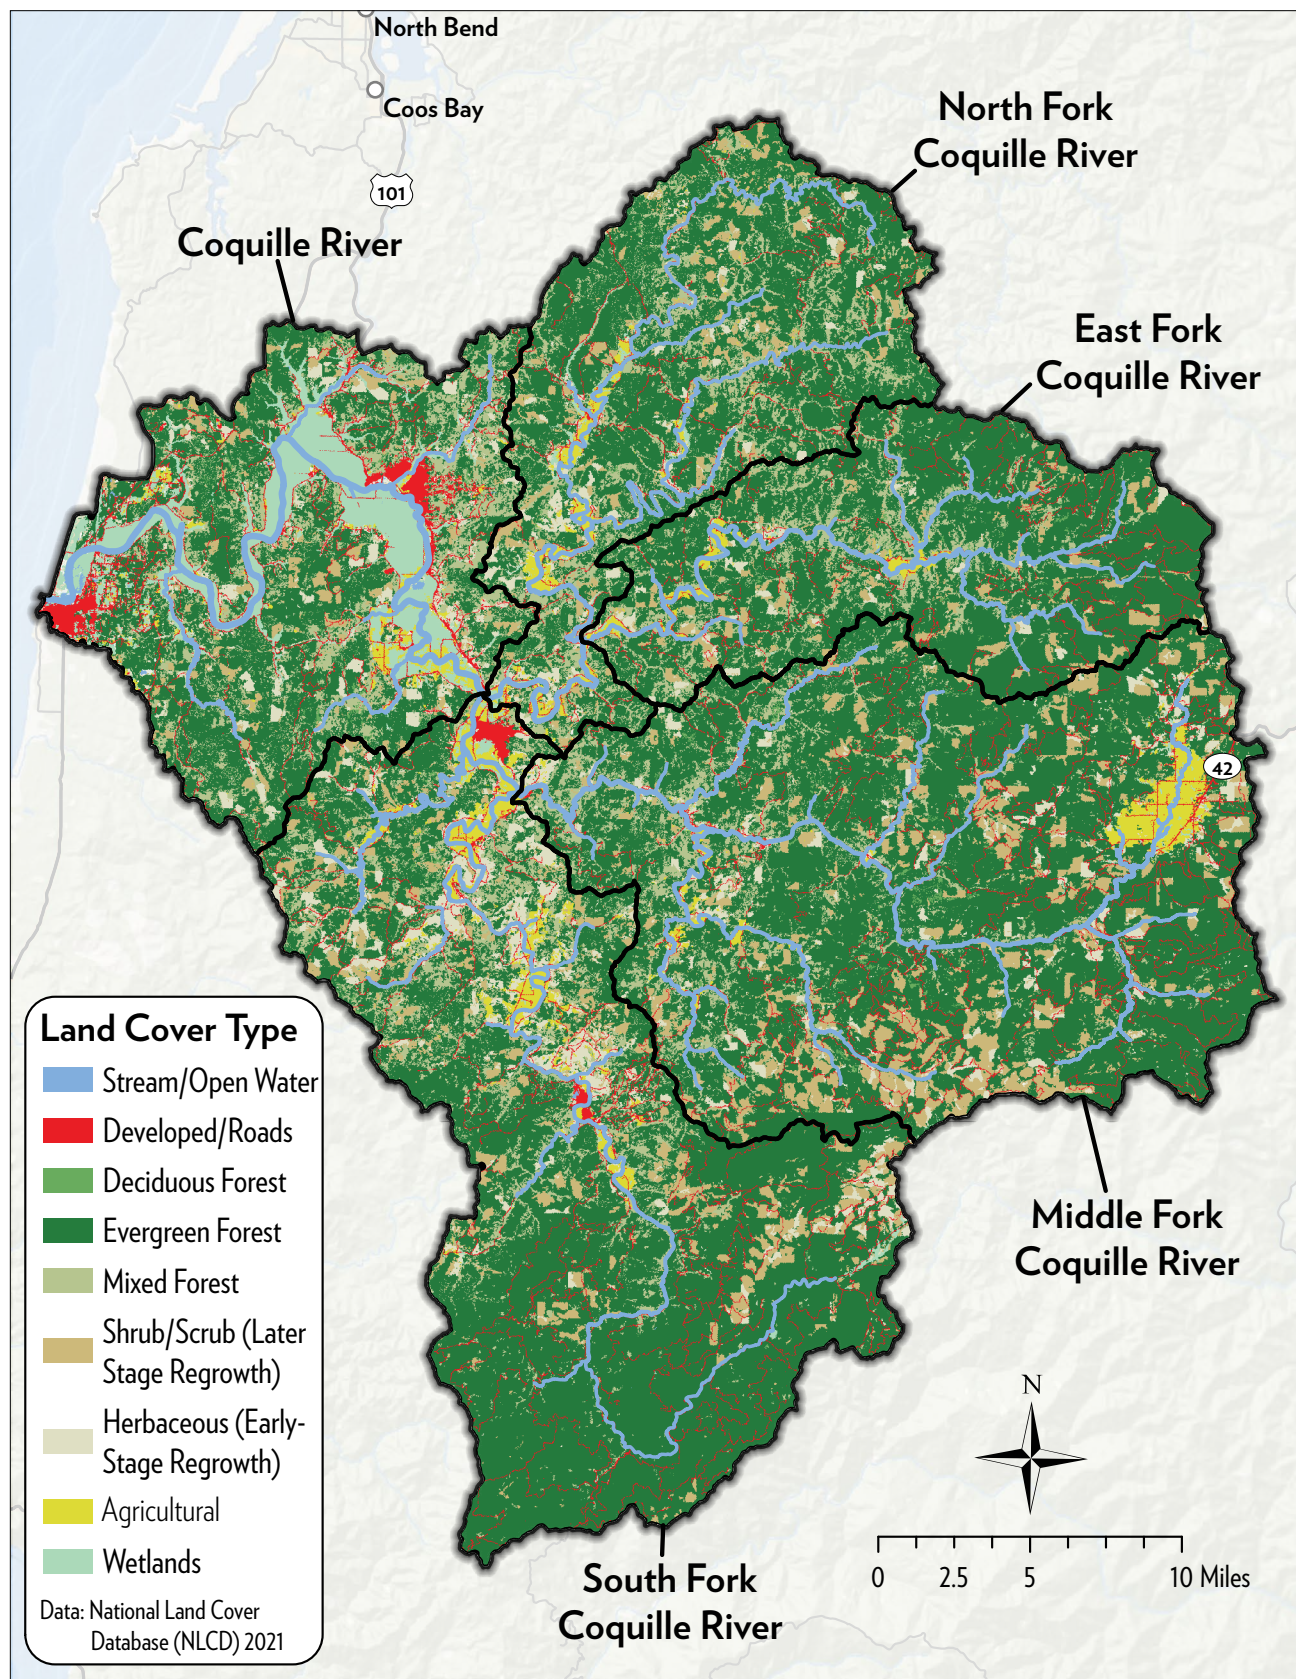 North Bend
Coos Bay
101
North Fork
Coquille River
Coquille River
East Fork
Coquille River
42
Middle Fork
Coquille River
South Fork
Coquille River
Land Cover Type
Stream/Open Water
Developed/Roads
Deciduous Forest
Evergreen Forest
Mixed Forest
Shrub/Scrub (Later
Stage Regrowth)
Herbaceous (Early-
Stage Regrowth)
Agricultural
Wetlands
Data: National Land Cover
Database (NLCD) 2021
N
0 2.5 5 10 Miles